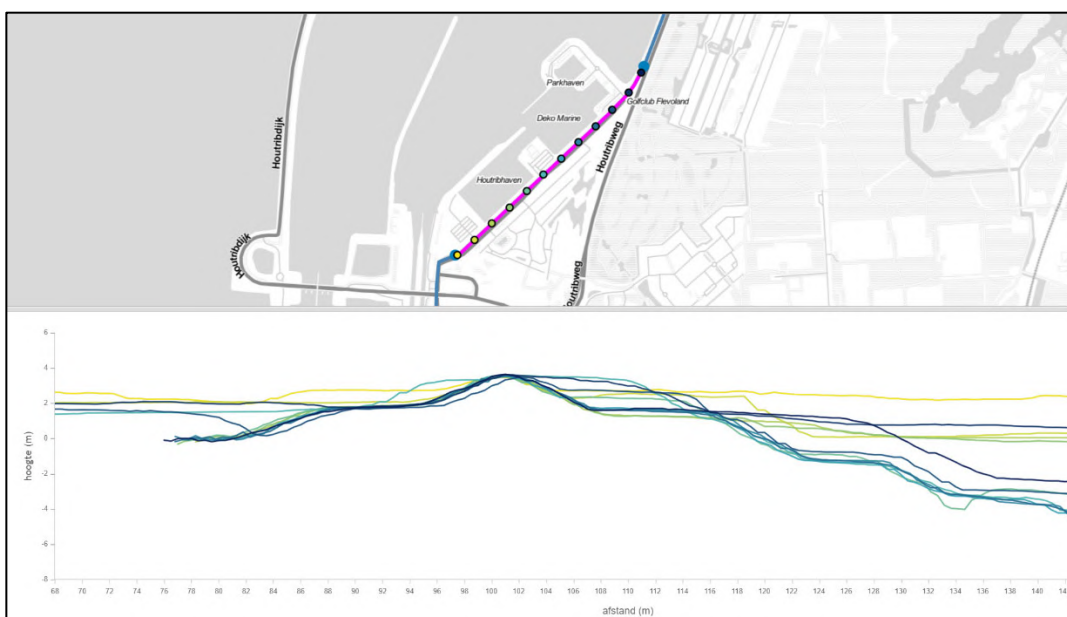 Parkhaven
Golfclub Flevoland
Deko Marine
Houtribdijk
Houtribweg
Houtribhaven
Houtribdijk
Houtribweg
hoogte (m)
6
4
2
0
-2
-4
-6
-8
68 70 72 74 76 78 80 82 84 86 88 90 92 94 96 98 100 102 104 106 108 110 112 114 116 118 120 122 124 126 128 130 132 134 136 138 140
afstand (m)